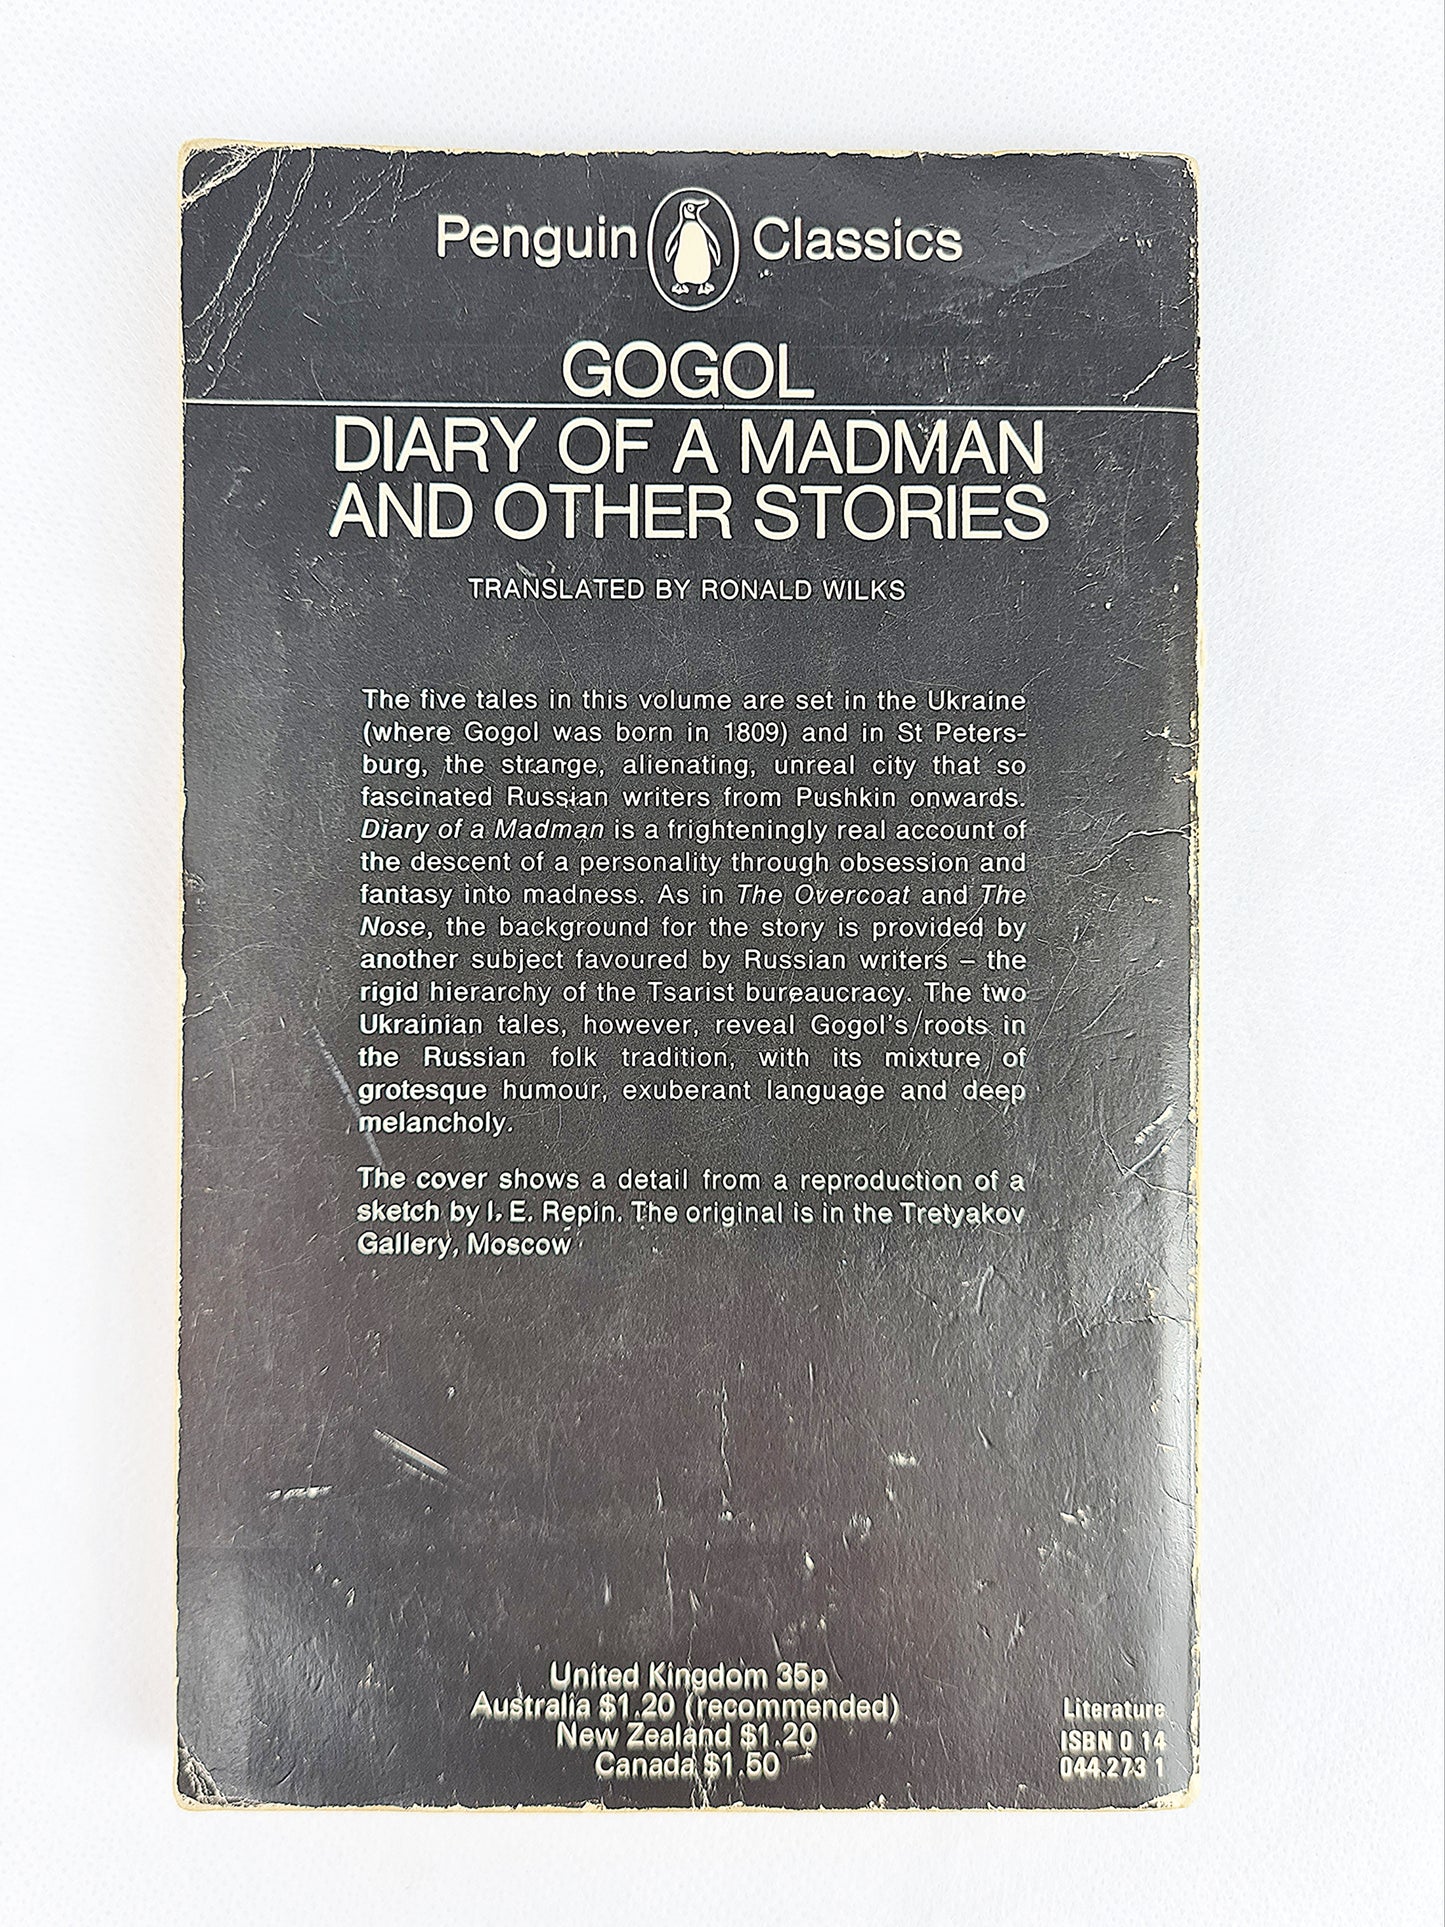 Penguin Classics
GOGOL
DIARY OF A MADMAN
AND OTHER STORIES
TRANSLATED BY RONALD WILKS
The five tales in this volume are set in the Ukraine
(where Gogol was born in 1809) and in St Peters-
burg, the strange, alienating, unreal city that so
fascinated Russian writers from Pushkin onwards.
Diary of a Madman is a frighteningly real account of
the descent of a personality through obsession and
fantasy into madness. As in The Overcoat and The
Nose, the background for the story is provided by
another subject favoured by Russian writers – the
rigid hierarchy of the Tsarist bureaucracy. The two
Ukrainian tales, however, reveal Gogol's roots in
the Russian folk tradition, with its mixture of
grotesque humour, exuberant language and deep
melancholy.
The cover shows a detail from a reproduction of a
sketch by I. E. Repin. The original is in the Tretyakov
Gallery, Moscow
United Kingdom 35p
Australia $1.20 (recommended)
New Zealand $1.20
Canada $1.50
Literature
ISBN 0 14
044.273 1